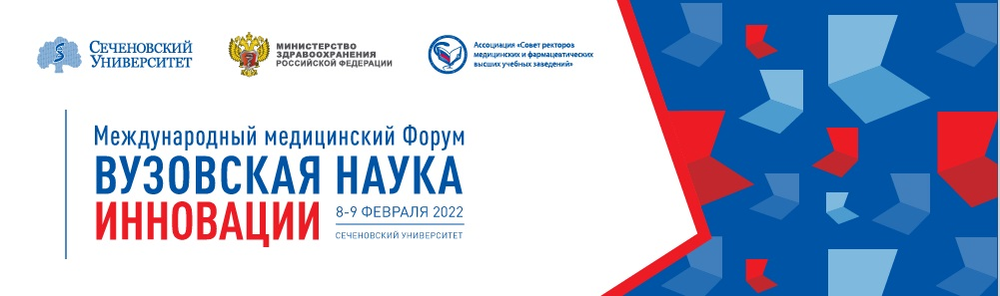 Сеченовский
Университет
МИНИСТЕРСТВО
ЗДРАВООХРАНЕНИЯ
РОССИЙСКОЙ ФЕДЕРАЦИИ
Ассоциация «Совет ректоров
медицинских и фармацевтических
высших учебных заведений»
Международный медицинский Форум
ВУЗОВСКАЯ НАУКА
ИННОВАЦИИ
8-9 ФЕВРАЛЯ 2022
СЕЧЕНОВСКИЙ УНИВЕРСИТЕТ